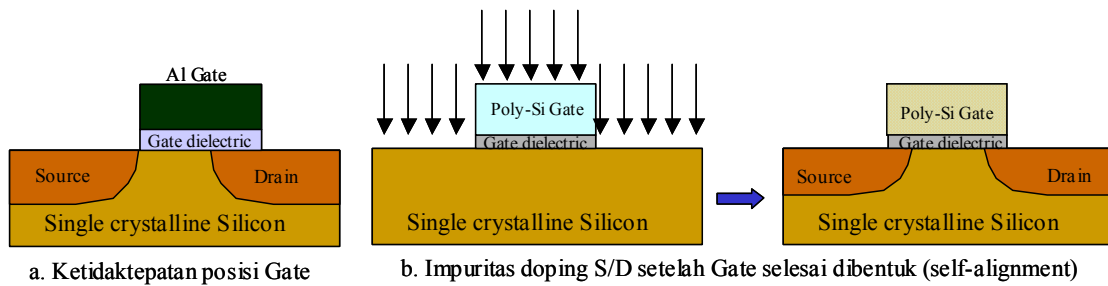 Al Gate
Gate dielectric
Source
Drain
Single crystalline Silicon
a. Ketidaktepatan posisi Gate
Poly-Si Gate
Gate dielectric
Single crystalline Silicon
Poly-Si Gate
Gate dielectric
Source
Drain
Single crystalline Silicon
b. Impuritas doping S/D setelah Gate selesai dibentuk (self-alignment)